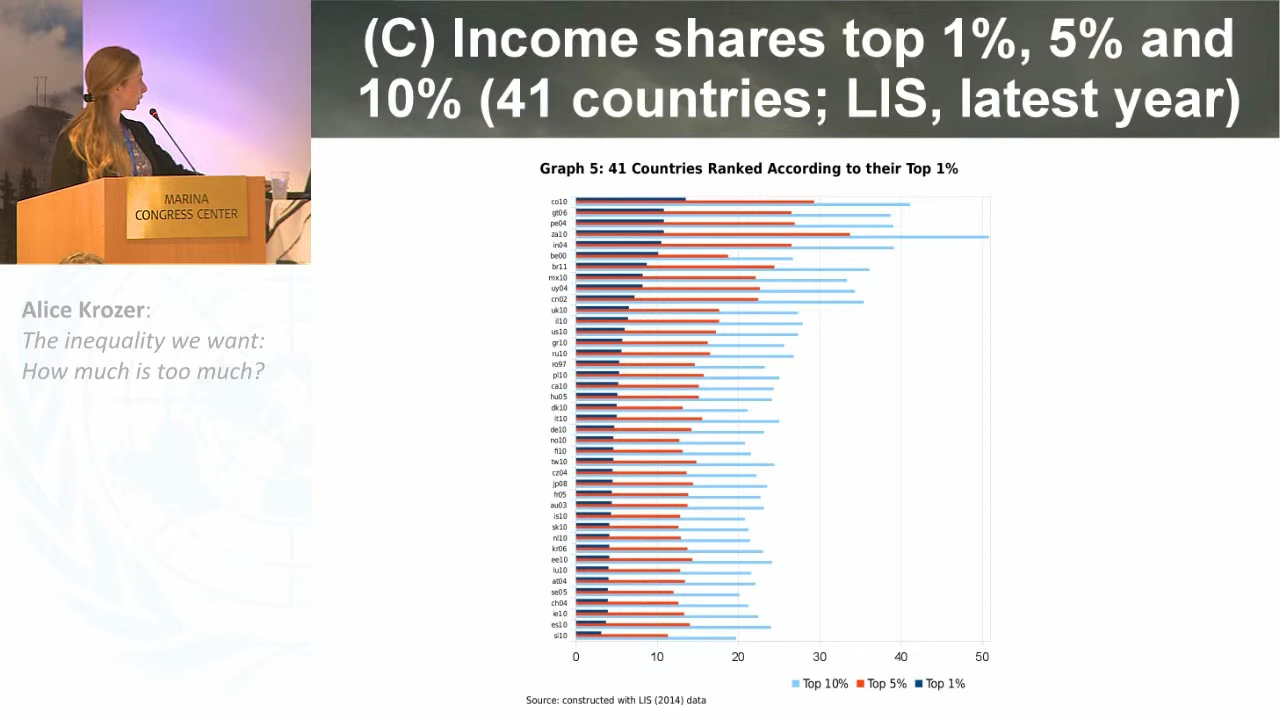 (C) Income shares top 1%, 5% and
10% (41 countries; LIS, latest year)
MARINA
CONGRESS CENTER
Alice Krozer:
The inequality we want:
How much is too much?
Graph 5: 41 Countries Ranked According to their Top 1%
co10
gt06
pe04
za10
in04
be00
br11
mx10
uy04
cn02
uk10
il10
us10
gr10
ru10
ro97
pl10
ca10
hu05
dk10
it10
de10
no10
fi10
tw10
cz04
jp08
fr05
au03
is10
sk10
nl10
kr06
ee10
lu10
at04
se05
ch04
ie10
es10
si10
0 10 20 30 40 50
Top 10% Top 5% Top 1%
Source: constructed with LIS (2014) data